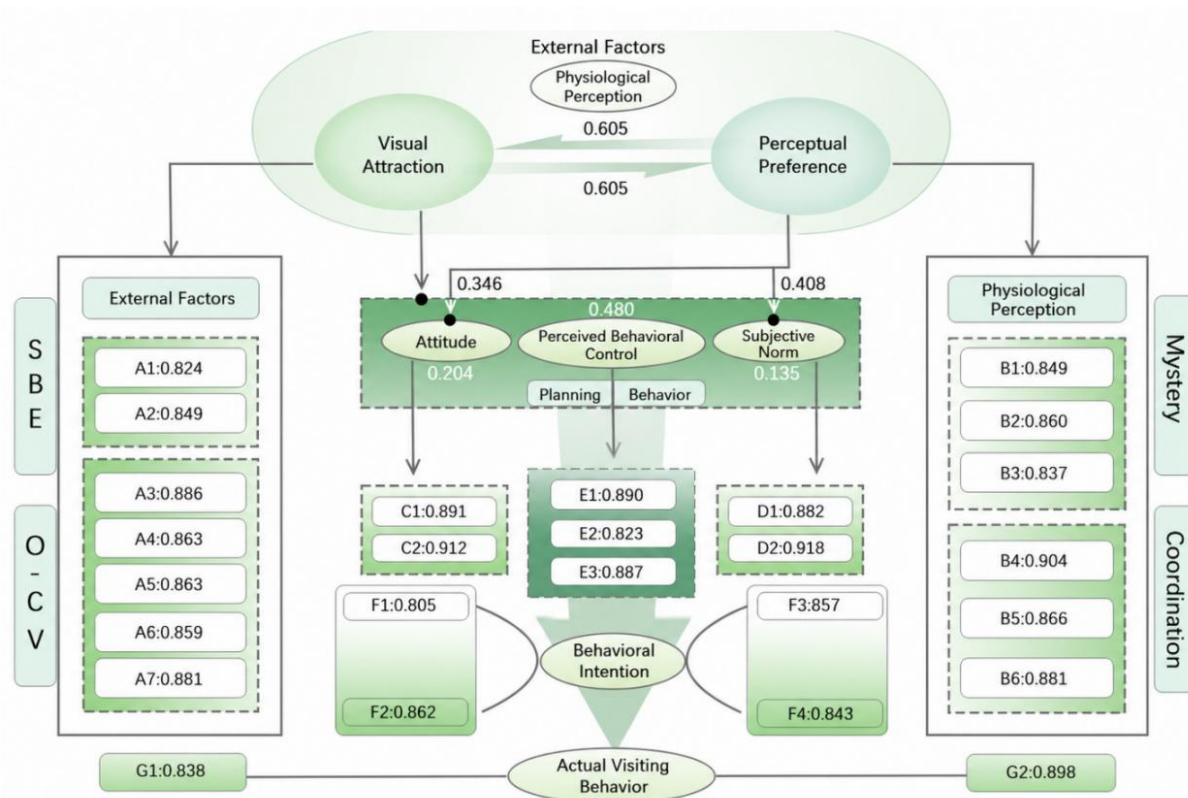 External Factors
Physiological
Perception
0.605
Visual
Attraction
Perceptual
Preference
0.605
0.346
0.408
External Factors
Physiological
Perception
S
B
E
O
-
C
V
A1:0.824
A2:0.849
A3:0.886
A4:0.863
A5:0.863
A6:0.859
A7:0.881
0.480
Attitude
Perceived Behavioral
Control
Subjective
Norm
0.204
0.135
Planning
Behavior
C1:0.891
C2:0.912
E1:0.890
E2:0.823
E3:0.887
D1:0.882
D2:0.918
F1:0.805
F2:0.862
Behavioral
Intention
F3:857
F4:0.843
B1:0.849
B2:0.860
B3:0.837
B4:0.904
B5:0.866
B6:0.881
Mystery
Coordination
G1:0.838
Actual Visiting
Behavior
G2:0.898